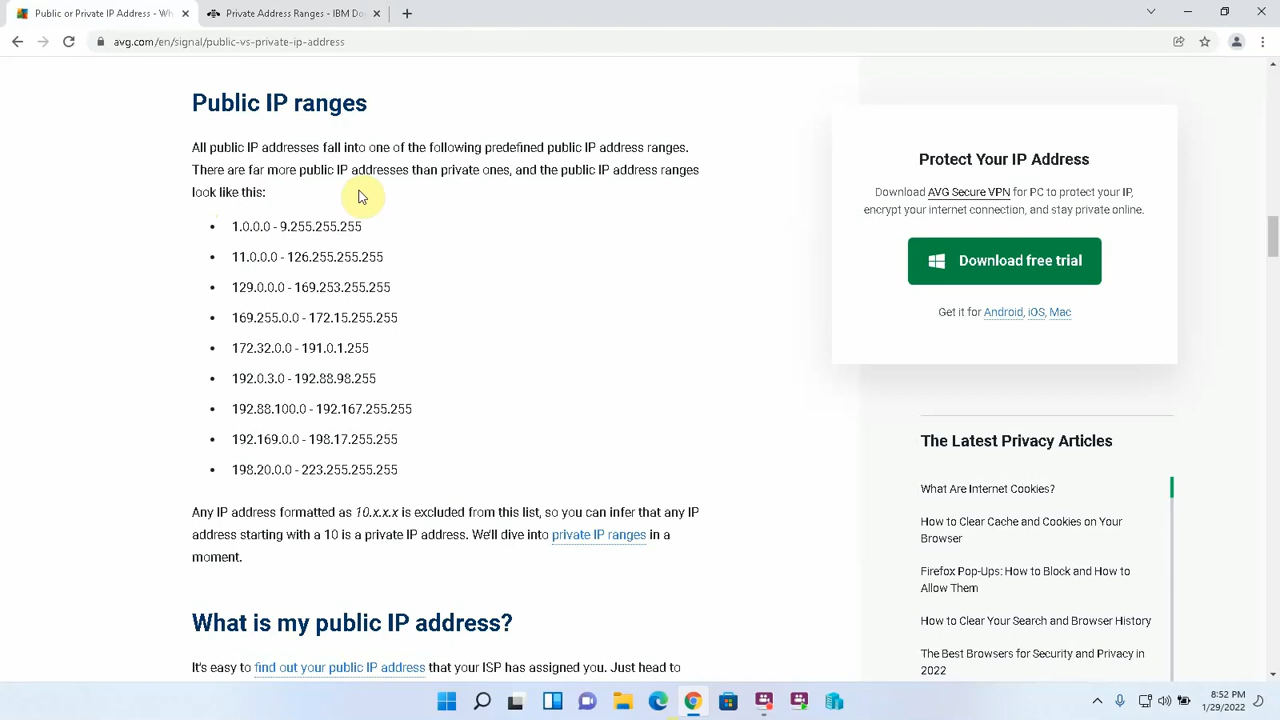 Public or Private IP Address - Wh
Private Address Ranges - IBM Do
avg.com/en/signal/public-vs-private-ip-address
Public IP ranges
All public IP addresses fall into one of the following predefined public IP address ranges.
There are far more public IP addresses than private ones, and the public IP address ranges
look like this:
• 1.0.0.0 - 9.255.255.255
• 11.0.0.0 - 126.255.255.255
• 129.0.0.0 - 169.253.255.255
• 169.255.0.0 - 172.15.255.255
• 172.32.0.0 - 191.0.1.255
• 192.0.3.0 - 192.88.98.255
• 192.88.100.0 - 192.167.255.255
• 192.169.0.0 - 198.17.255.255
• 198.20.0.0 - 223.255.255.255
Any IP address formatted as 10.x.x.x is excluded from this list, so you can infer that any IP
address starting with a 10 is a private IP address. We'll dive into private IP ranges in a
moment.
What is my public IP address?
It's easy to find out your public IP address that your ISP has assigned you. Just head to
Protect Your IP Address
Download AVG Secure VPN for PC to protect your IP,
encrypt your internet connection, and stay private online.
Download free trial
Get it for Android, iOS, Mac
The Latest Privacy Articles
What Are Internet Cookies?
How to Clear Cache and Cookies on Your
Browser
Firefox Pop-Ups: How to Block and How to
Allow Them
How to Clear Your Search and Browser History
The Best Browsers for Security and Privacy in
2022
8:52 PM
1/29/2022